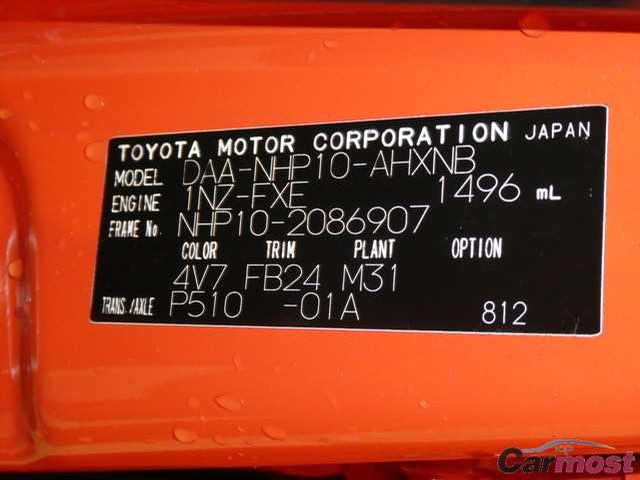 TOYOTA MOTOR CORPORATION JAPAN
MODEL DAA-NHP10-AHXNB
ENGINE 1NZ-FXE 1496 mL
FRAME No. NHP10-2086907
COLOR TRIM PLANT OPTION
4V7 FB24 M31
TRANS./AXLE P510 -01A 812
Carmost